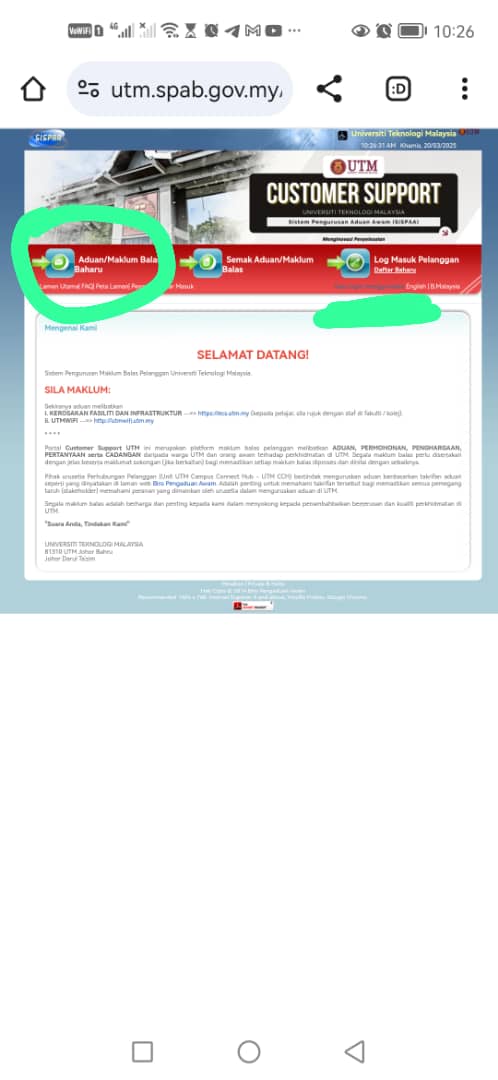 VoWiFi 1 4G 10:26
utm.spab.gov.my/
:D
SISPAA
Universiti Teknologi Malaysia
10:26:31 AM Khamis, 20/03/2025
UTM
CUSTOMER SUPPORT
UNIVERSITI TEKNOLOGI MALAYSIA
Sistem Pengurusan Aduan Awam (SISPAA)
Menginovasi Penyelesaian
Aduan/Maklum Bala
Baharu
Semak Aduan/Maklum
Balas
Log Masuk Pelanggan
Daftar Baharu
Laman Utama| FAQ| Peta Laman| Masuk
English | B.Malaysia
Mengenai Kami
SELAMAT DATANG!
Sistem Pengurusan Maklum Balas Pelanggan Universiti Teknologi Malaysia.
SILA MAKLUM:
Sekiranya aduan melibatkan
i. KEROSAKAN FASILITI DAN INFRASTRUKTUR ---> (kepada pelajar, sila rujuk dengan staf di fakulti / kolej).
ii. UTMWIFI ---> http://utmwifi.utm.my
****
Portal Customer Support UTM ini merupakan platform maklum balas pelanggan melibatkan ADUAN, PERMOHONAN, PENGHARGAAN,
PERTANYAAN serta CADANGAN daripada warga UTM dan orang awam terhadap perkhidmatan di UTM. Segala maklum balas perlu disertakan
dengan jelas beserta maklumat sokongan (jika berkaitan) bagi memastikan setiap maklum balas diproses dan dinilai dengan sebaiknya.
Pihak urusetia Perhubungan Pelanggan (Unit UTM Campus Connect Hub - UTM CCH) bertindak menguruskan aduan berdasarkan takrifan aduan
seperti yang dinyatakan di laman web Biro Pengaduan Awam. Adalah penting untuk memahami takrifan tersebut bagi memastikan semua pemegang
taruh (stakeholder) memahami peranan yang dimainkan oleh urusetia dalam menguruskan aduan di UTM.
Segala maklum balas adalah berharga dan penting kepada kami dalam menyokong kepada penambahbaikan berterusan dan kualiti perkhidmatan di
UTM.
"Suara Anda, Tindakan Kami"
UNIVERSITI TEKNOLOGI MALAYSIA
81310 UTM Johor Bahru
Johor Darul Ta'zim